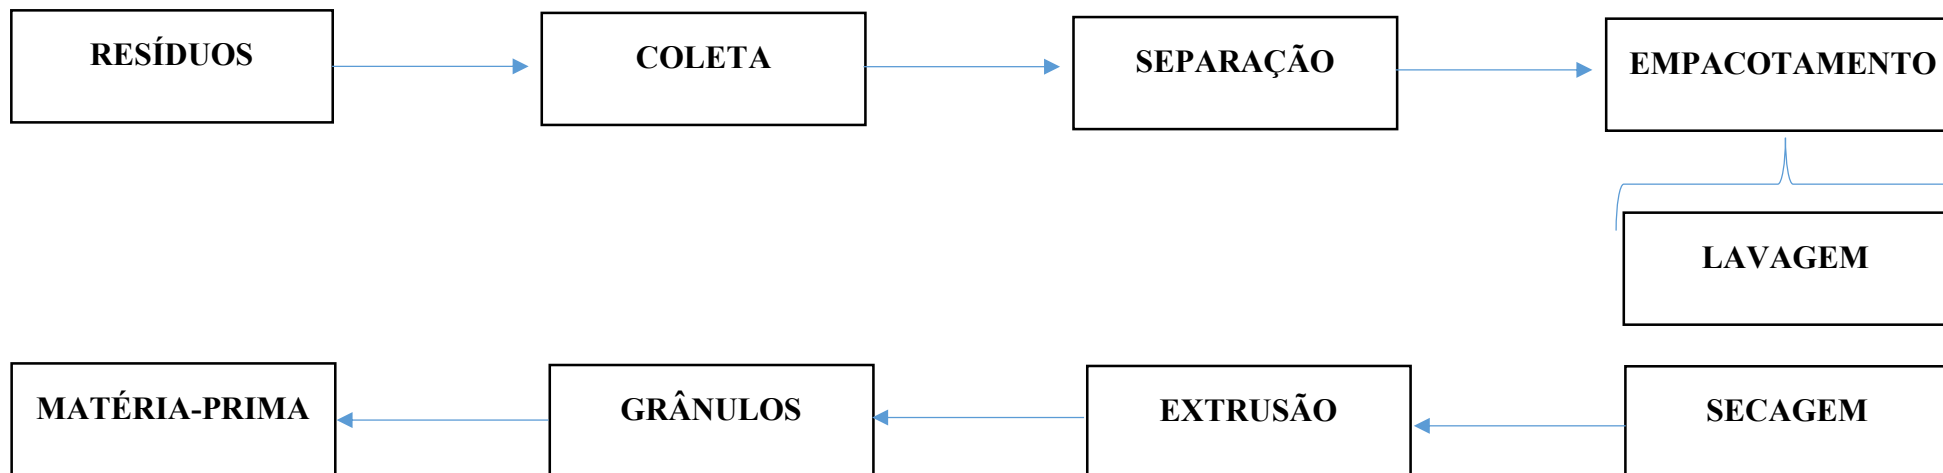 RESÍDUOS
COLETA
SEPARAÇÃO
EMPACOTAMENTO
LAVAGEM
SECAGEM
EXTRUSÃO
GRÂNULOS
MATÉRIA-PRIMA